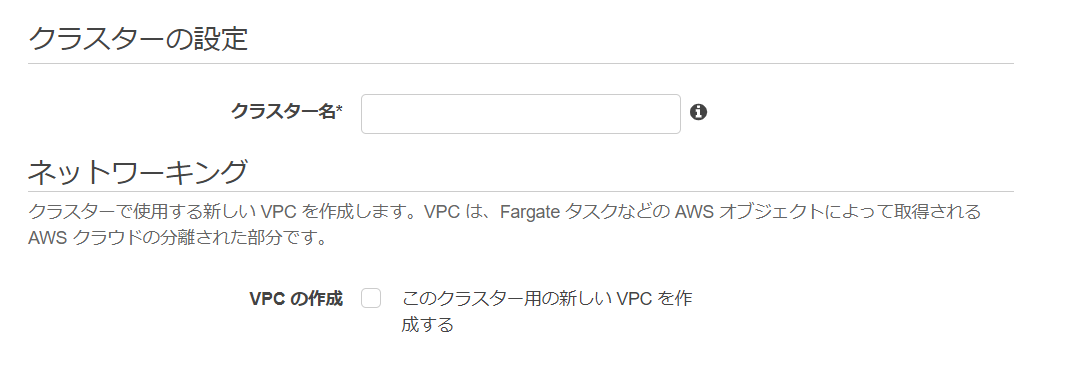 クラスターの設定
クラスター名*
ネットワーキング
クラスターで使用する新しい VPC を作成します。VPC は、Fargate タスクなどの AWS オブジェクトによって取得される
AWS クラウドの分離された部分です。
VPC の作成 このクラスター用の新しい VPC を作
成する